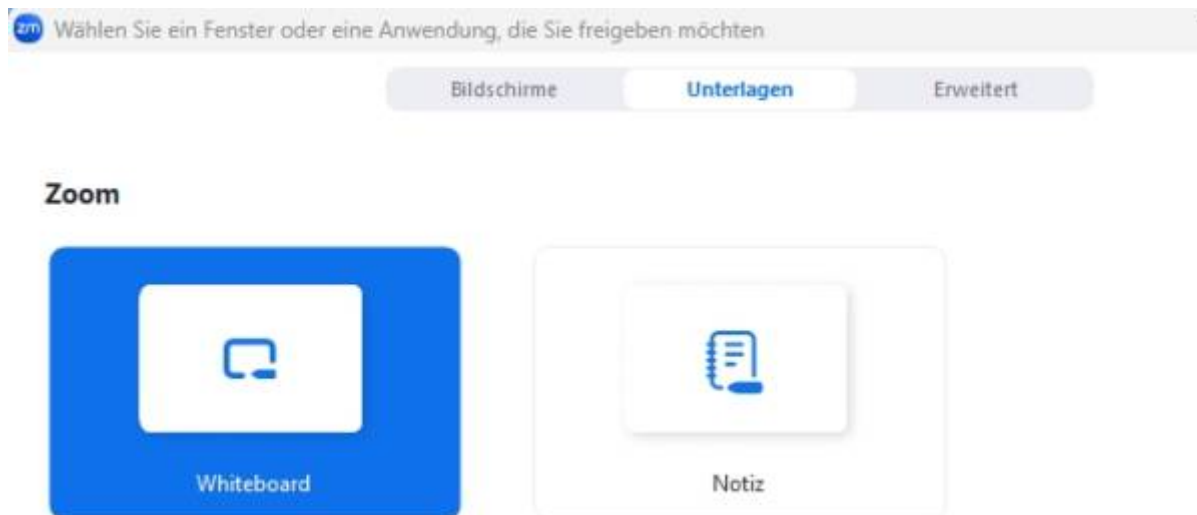 zm Wählen Sie ein Fenster oder eine Anwendung, die Sie freigeben möchten
Bildschirme Unterlagen Erweitert
Zoom
Whiteboard Notiz